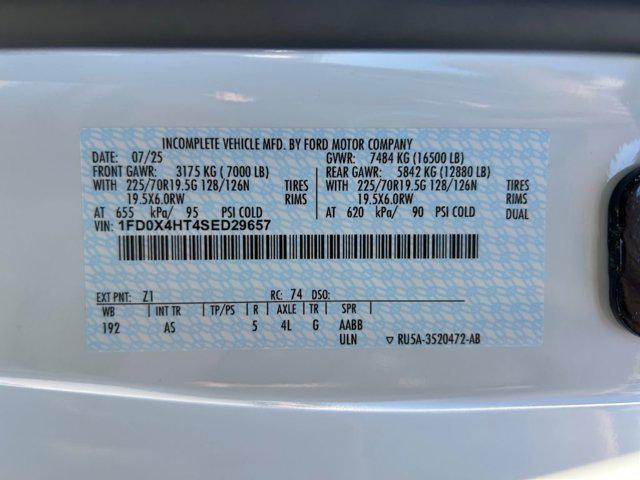 INCOMPLETE VEHICLE MFD. BY FORD MOTOR COMPANY
DATE: 07/25 GVWR: 7484 KG (16500 LB)
FRONT GAWR: 3175 KG ( 7000 LB) REAR GAWR: 5842 KG (12880 LB)
WITH 225/70R19.5G 128/126N TIRES WITH 225/70R19.5G 128/126N TIRES
19.5X6.0RW RIMS 19.5X6.0RW RIMS
AT 655 kPa/ 95 PSI COLD AT 620 kPa/ 90 PSI COLD DUAL
VIN: 1FD0X4HT4SED29657
EXT PNT: Z1 RC: 74 DSO:
WB INT TR TP/PS R AXLE TR SPR
192 AS 5 4L G AABB
ULN ▽ RU5A-3520472-AB